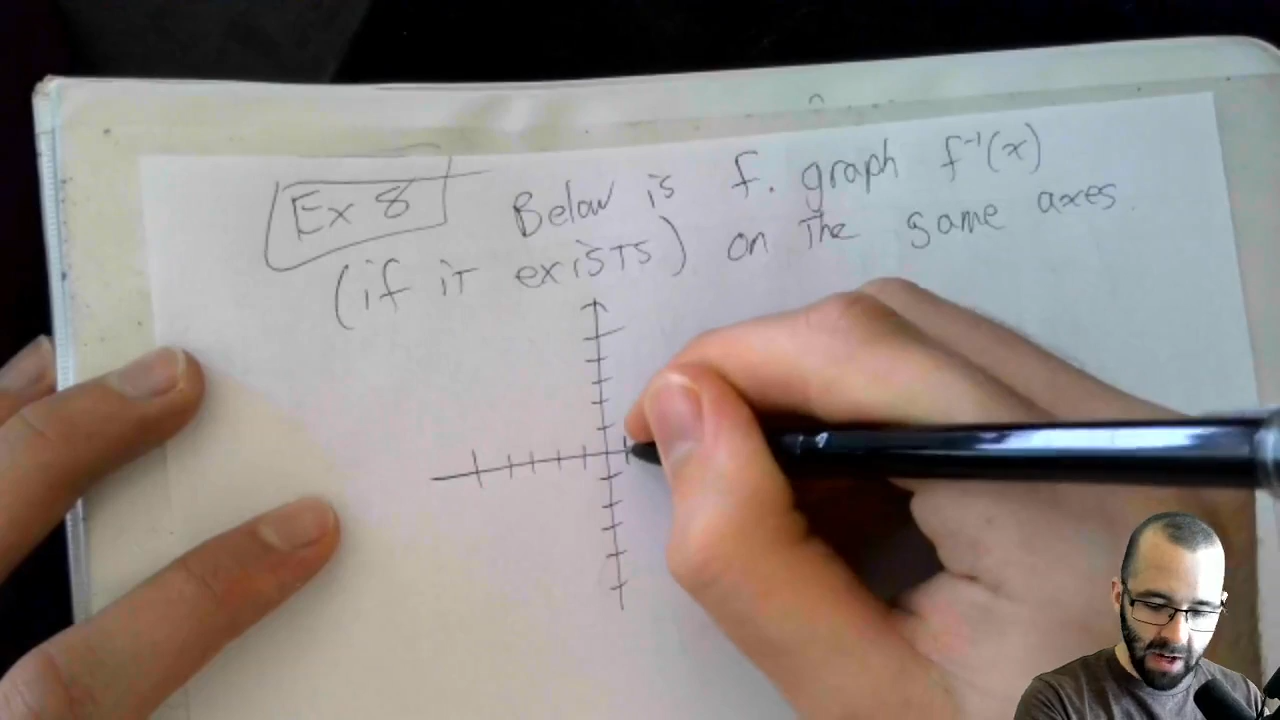 Ex 8 Below is f. graph f⁻¹(x)
(if it exists) on the same axes.